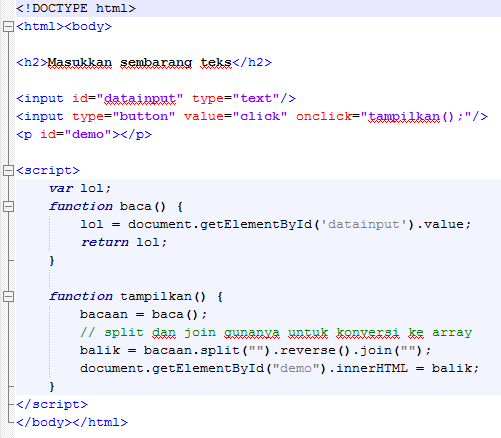 <!DOCTYPE html>
<html><body>
<h2>Masukkan sembarang teks</h2>
<input id="datainput" type="text"/>
<input type="button" value="click" onclick="tampilkan();"/>
<p id="demo"></p>
<script>
var lol;
function baca() {
lol = document.getElementById('datainput').value;
return lol;
}
function tampilkan() {
bacaan = baca();
// split dan join gunanya untuk konversi ke array
balik = bacaan.split("").reverse().join("");
document.getElementById("demo").innerHTML = balik;
}
</script>
</body></html>